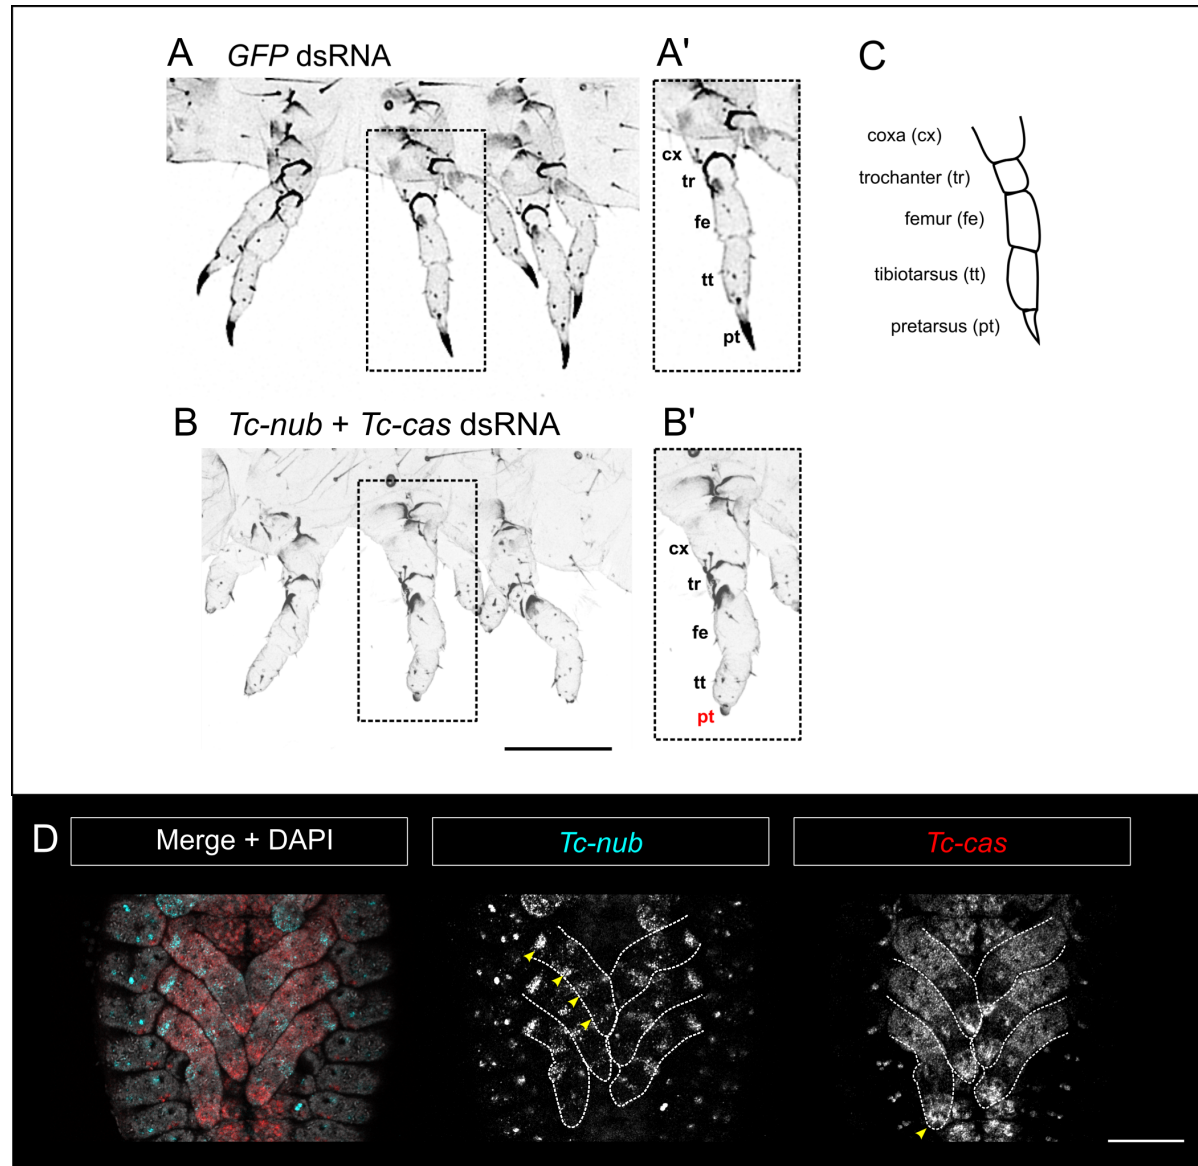 A GFP dsRNA
A'
cx
tr
fe
tt
pt
C
coxa (cx)
trochanter (tr)
femur (fe)
tibiotarsus (tt)
pretarsus (pt)
B Tc-nub + Tc-cas dsRNA
B'
cx
tr
fe
tt
pt
D
Merge + DAPI
Tc-nub
Tc-cas